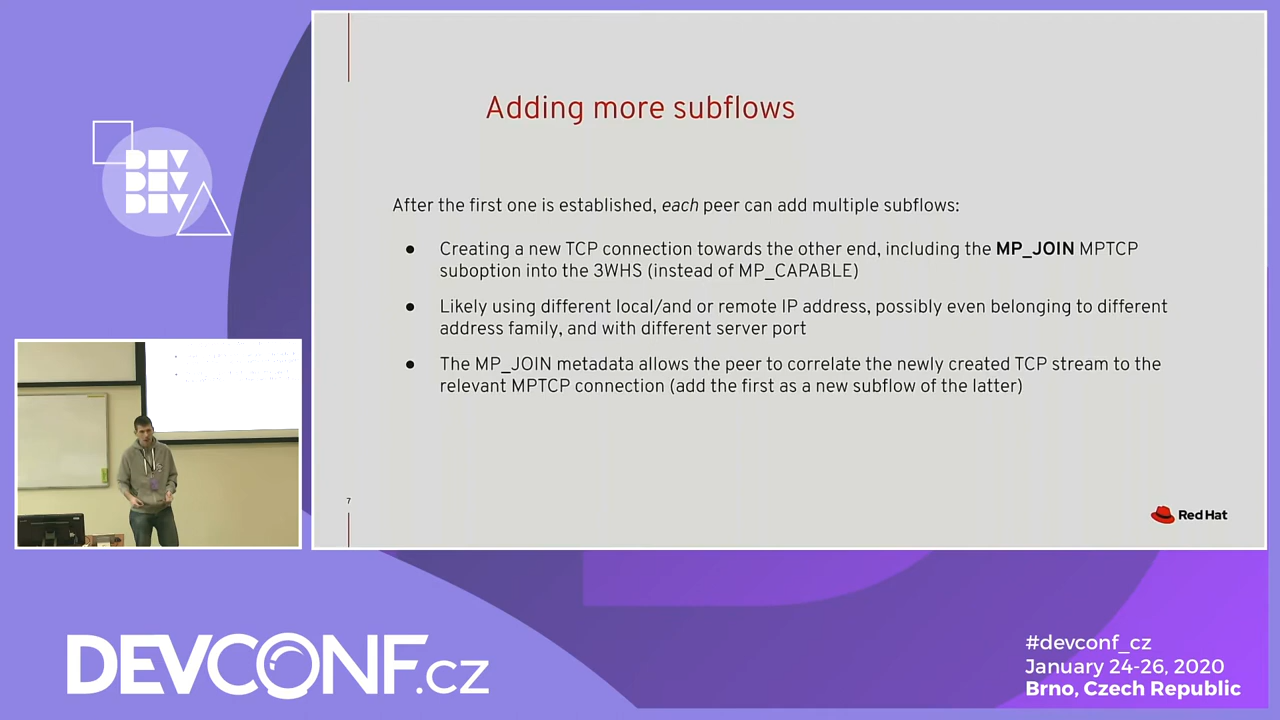 DEV
DEV
DEV
Adding more subflows
After the first one is established, each peer can add multiple subflows:
● Creating a new TCP connection towards the other end, including the MP_JOIN MPTCP
suboption into the 3WHS (instead of MP_CAPABLE)
● Likely using different local/and or remote IP address, possibly even belonging to different
address family, and with different server port
● The MP_JOIN metadata allows the peer to correlate the newly created TCP stream to the
relevant MPTCP connection (add the first as a new subflow of the latter)
7
Red Hat
DEVCONF.cz
#devconf_cz
January 24-26, 2020
Brno, Czech Republic